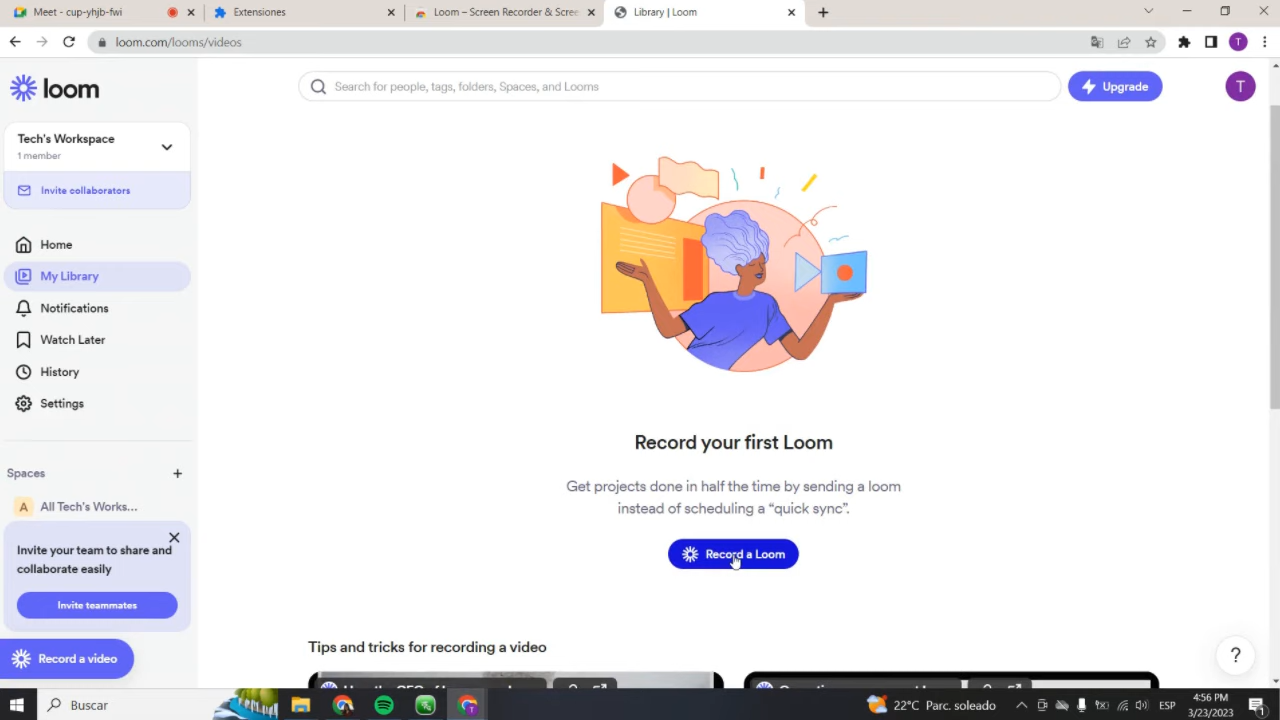 Meet - cup-yhjb-fwi
Extensiones
Loom – Screen Recorder & Scree
Library | Loom
loom.com/looms/videos
T
loom
Search for people, tags, folders, Spaces, and Looms
Upgrade
T
Tech's Workspace
1 member
Invite collaborators
Home
My Library
Notifications
Watch Later
History
Settings
Spaces
A All Tech's Works...
Invite your team to share and
collaborate easily
Invite teammates
Record a video
Record your first Loom
Get projects done in half the time by sending a loom
instead of scheduling a “quick sync”.
Record a Loom
Tips and tricks for recording a video
?
Buscar
22°C Parc. soleado
ESP
4:56 PM
3/23/2023
1